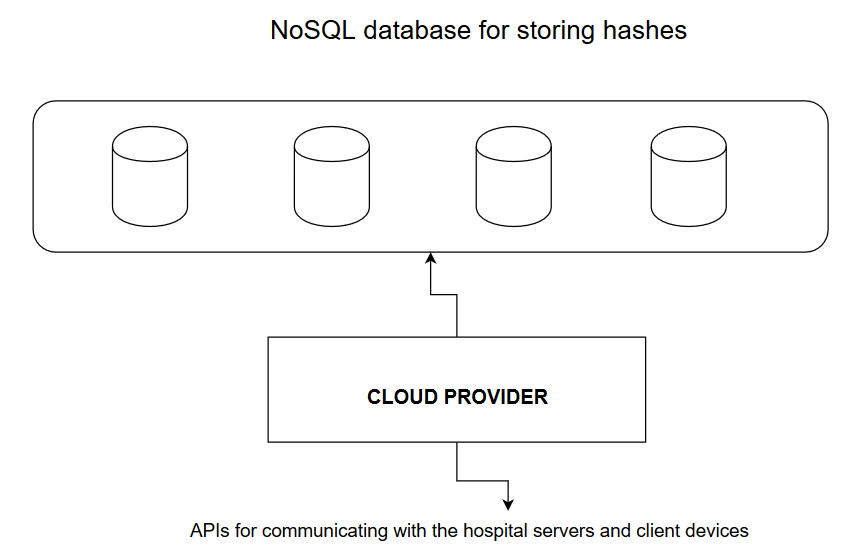 NoSQL database for storing hashes
CLOUD PROVIDER
APIs for communicating with the hospital servers and client devices